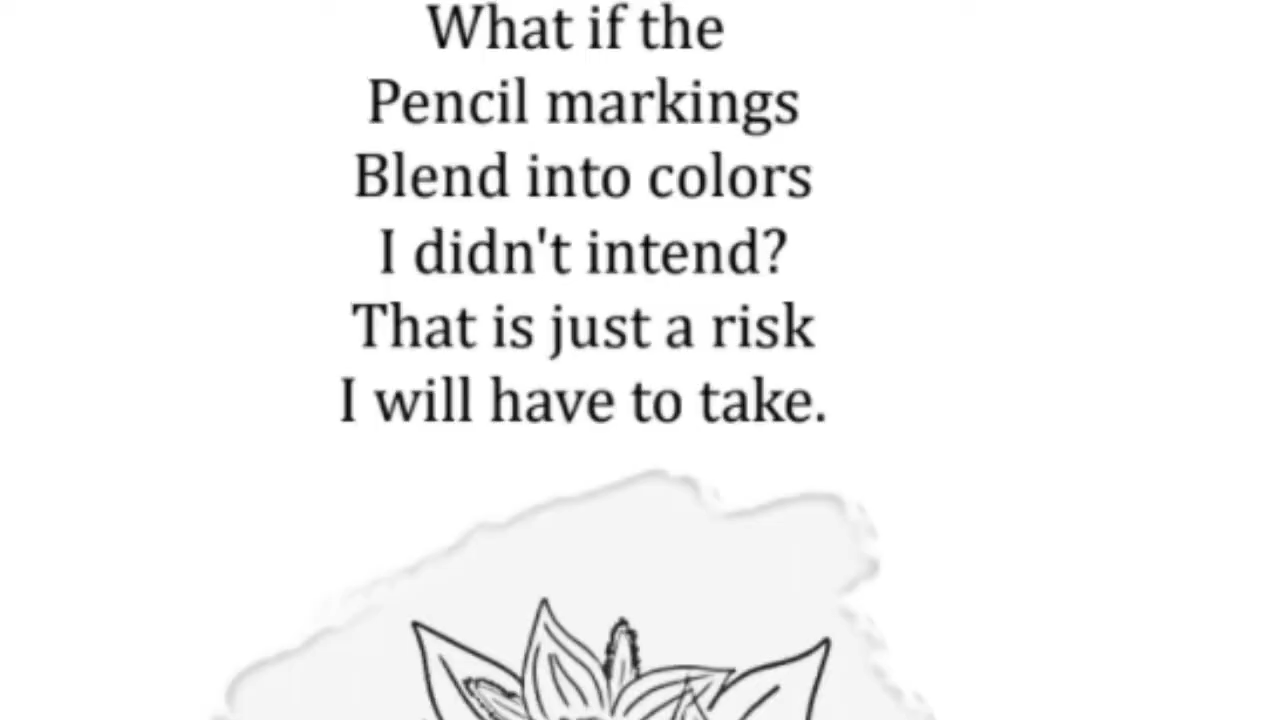 What if the
Pencil markings
Blend into colors
I didn't intend?
That is just a risk
I will have to take.